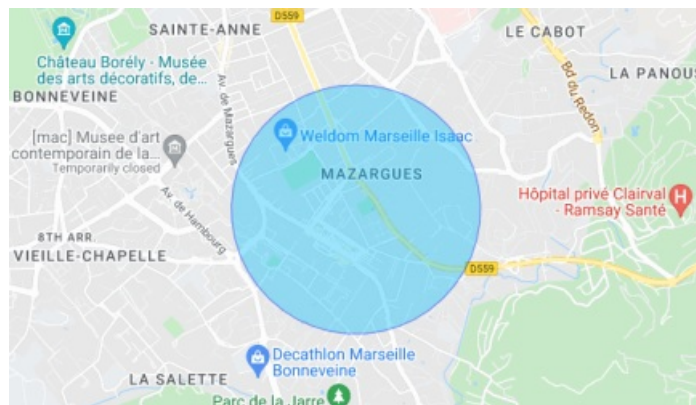 D559
SAINTE-ANNE
LE CABOT
Château Borély - Musée
des arts décoratifs, de...
BONNEVEINE
Av. de Mazargues
Bd du Redon
LA PANOUS
[mac] Musee d'art
contemporain de la...
Temporarily closed
Weldom Marseille Isaac
MAZARGUES
Av. de Hambourg
Hôpital privé Clairval
- Ramsay Santé
H
8TH ARR.
VIEILLE-CHAPELLE
D559
Decathlon Marseille
Bonneveine
LA SALETTE
Parc de la Jarre